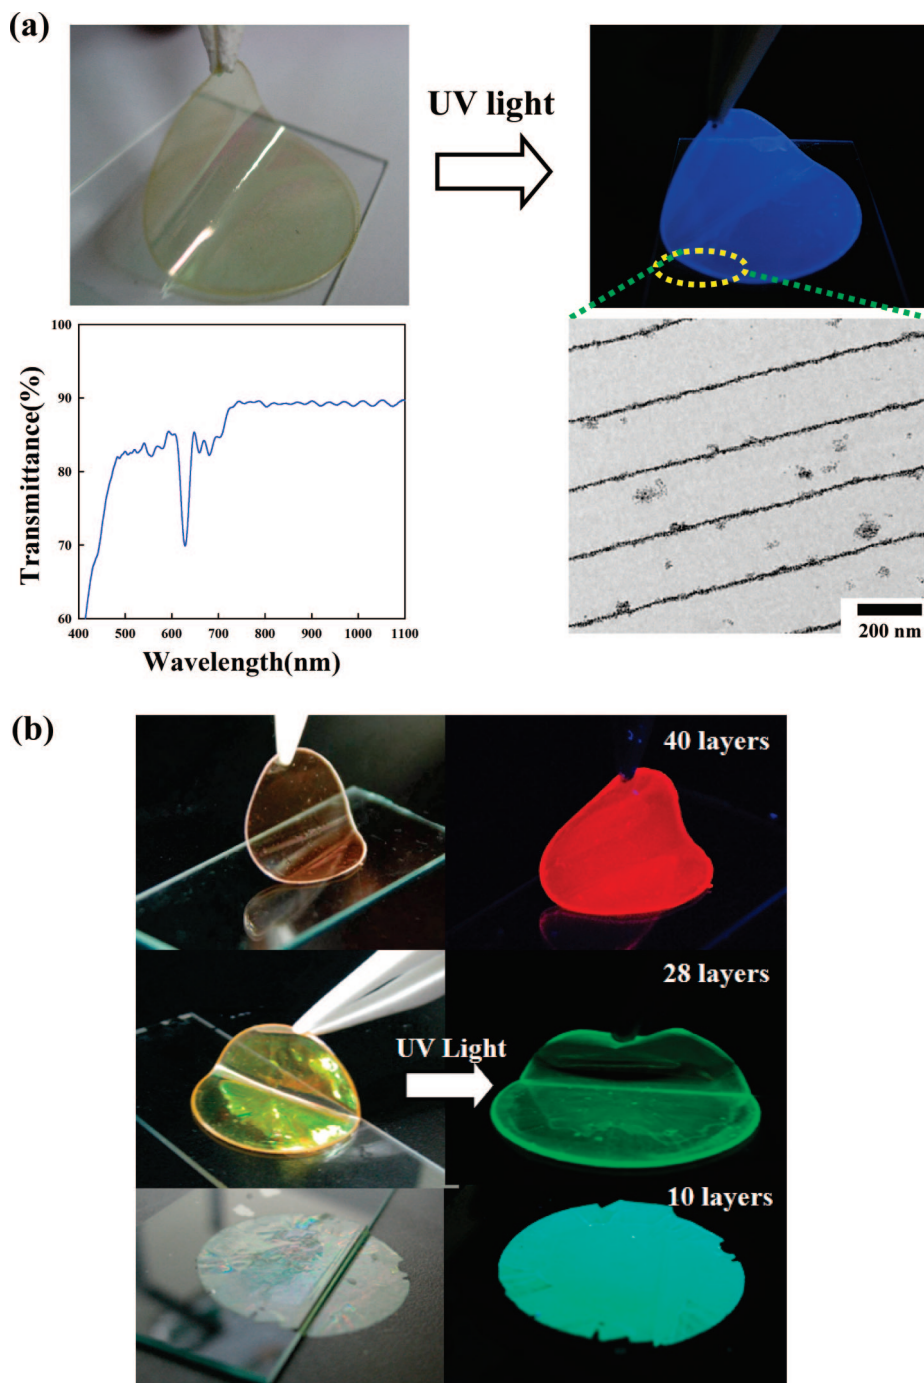 (a)
UV light
100
90
80
70
60
Transmittance(%)
400 500 600 700 800 900 1000 1100
Wavelength(nm)
200 nm
(b)
40 layers
28 layers
UV Light
10 layers